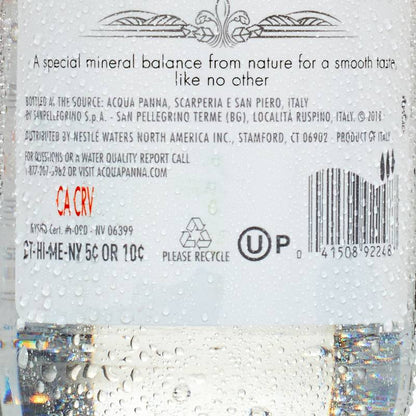 A special mineral balance from nature for a smooth taste
like no other
BOTTLED AT THE SOURCE: ACQUA PANNA, SCARPERIA E SAN PIERO, ITALY
BY SANPELLEGRINO S.p.A. - SAN PELLEGRINO TERME (BG), LOCALITÀ RUSPINO, ITALY. © 2016
DISTRIBUTED BY NESTLÉ WATERS NORTH AMERICA INC., STAMFORD, CT 06902 - PRODUCT OF ITALY
FOR QUESTIONS OR A WATER QUALITY REPORT CALL
OR VISIT ACQUAPANNA.COM
CA CRV
Cert. - NV 06399
CT-HI-ME-NY 5¢ OR 10¢
PLEASE RECYCLE
U P
0 41508 92248